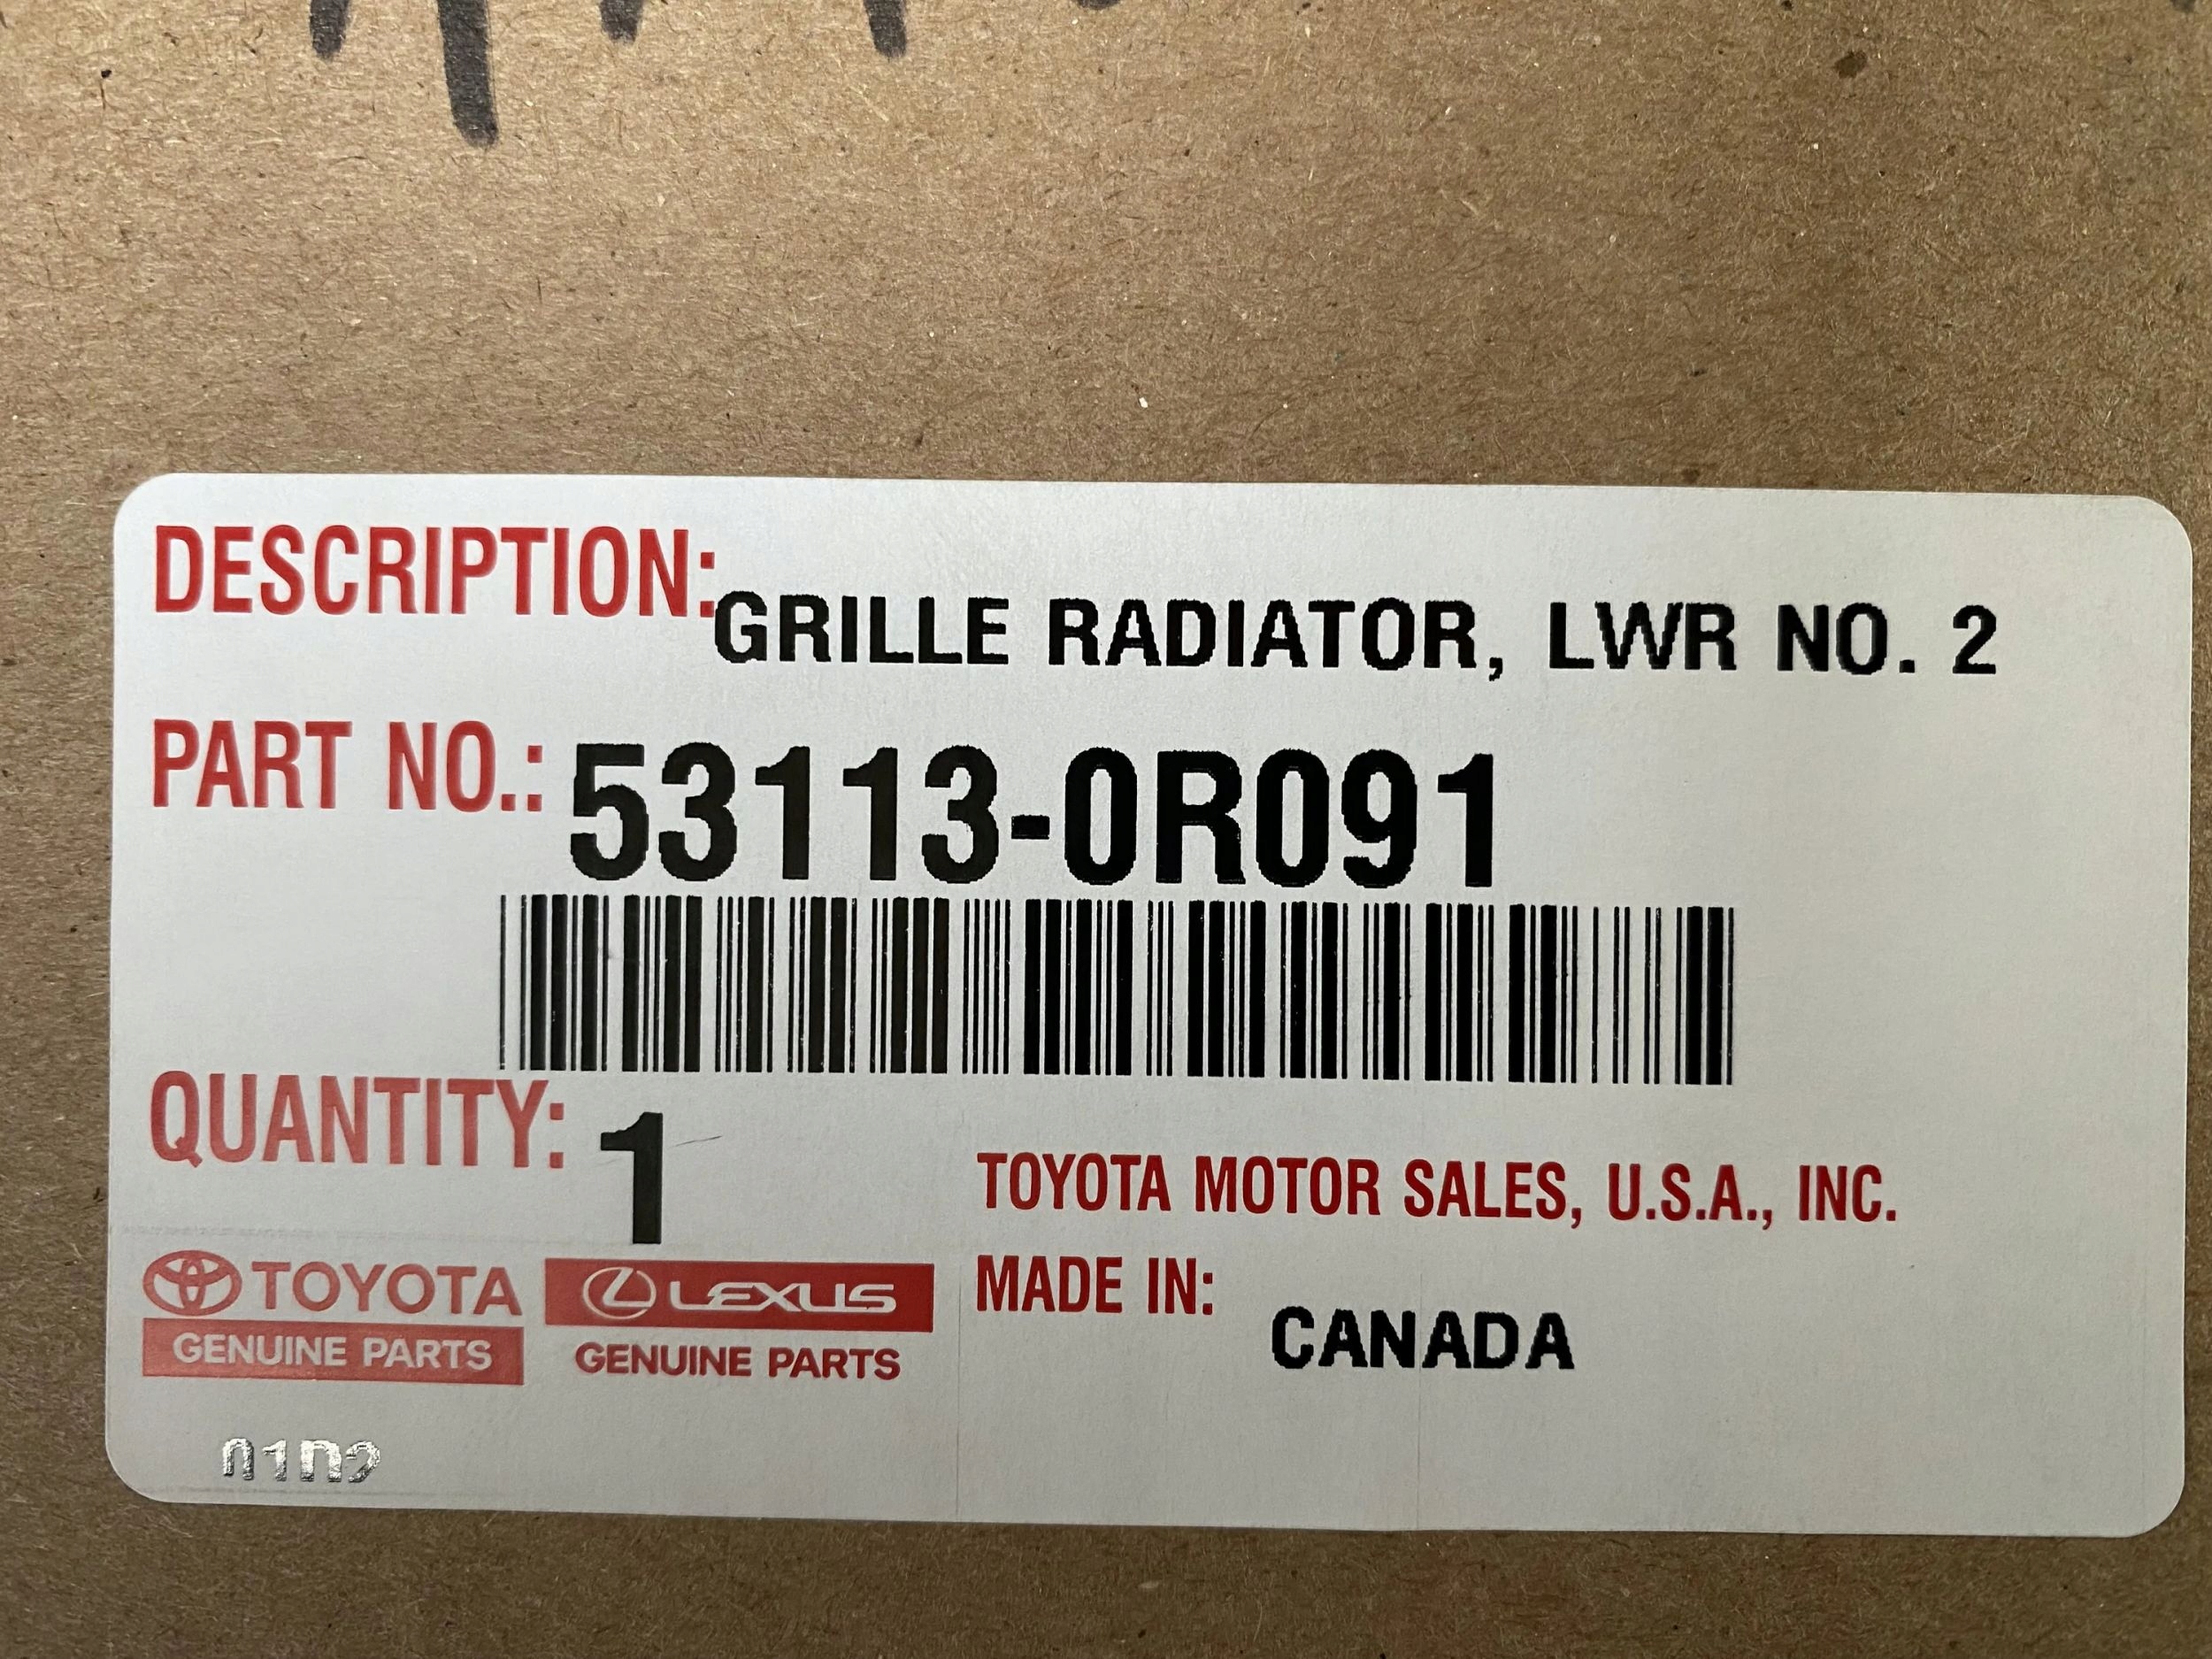 DESCRIPTION: GRILLE RADIATOR, LWR NO. 2
PART NO.: 53113-0R091
QUANTITY: 1
TOYOTA MOTOR SALES, U.S.A., INC.
TOYOTA
GENUINE PARTS
LEXUS
GENUINE PARTS
MADE IN: CANADA